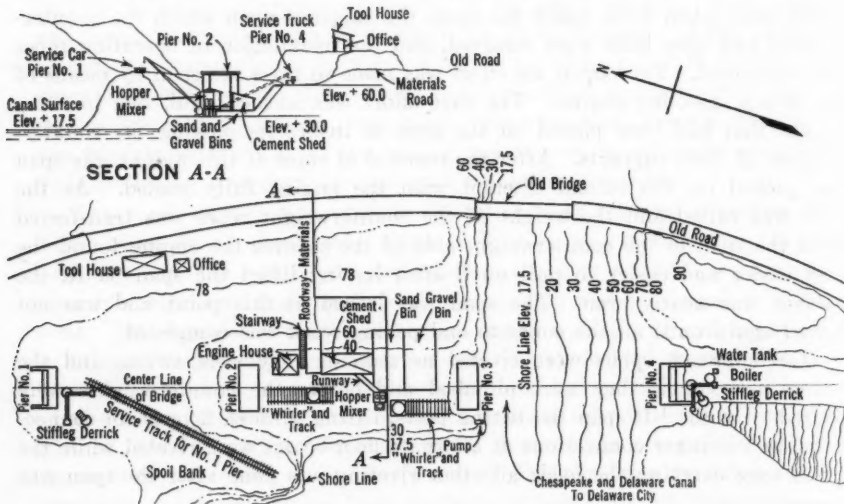 Tool House
Service Truck
Pier No. 4
Office
Pier No. 2
Service Car
Pier No. 1
Old Road
Hopper
Mixer
Materials
Road
Canal Surface
Elev.+ 17.5
Elev.+ 60.0
Sand and
Gravel Bins
Elev.+ 30.0
Cement Shed
SECTION A-A
A
50
40
30
17.5
Old Bridge
Old Road
Roadway Materials
Tool House
Office
78
78
Shore Line Elev. 17.5
20
30
40
50
60
70
80
90
Stairway
Cement
Shed
60
40
Sand
Bin
Gravel
Bin
Engine House
Water Tank
Boiler
Stiffleg Derrick
Pier No. 1
Center Line
of Bridge
Pier No. 2
Runway
Hopper
Mixer
Pier No. 3
Pier No. 4
Service Track for No. 1 Pier
Stiffleg Derrick
"Whirler" and
Track
30
17.5
Pump
"Whirler" and
Track
A
Spoil Bank
Shore Line
Chesapeake and Delaware Canal
To Delaware City